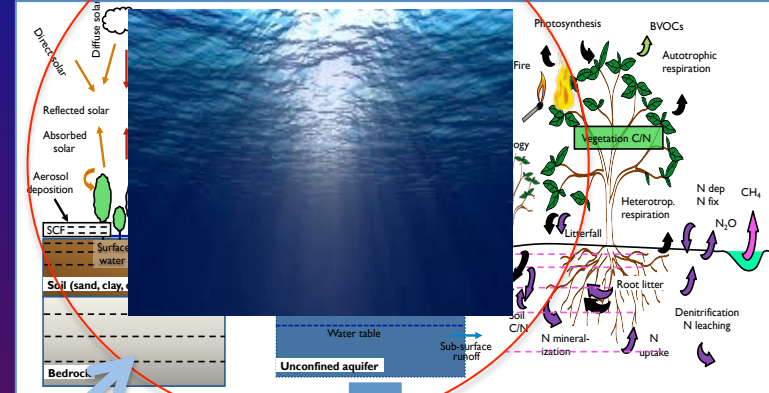 Direct solar
Diffuse solar
Reflected solar
Absorbed
solar
Aerosol
deposition
SCF
Surface
water
Soil (sand, clay,
Bedrock
Water table
Unconfined aquifer
Sub-surface
runoff
Photosynthesis
BVOCs
Fire
Autotrophic
respiration
Vegetation C/N
Heterotrop.
respiration
N dep
N fix
CH₄
N₂O
Litterfall
Root litter
Soil
C/N
N mineral-
ization
N
uptake
Denitrification
N leaching